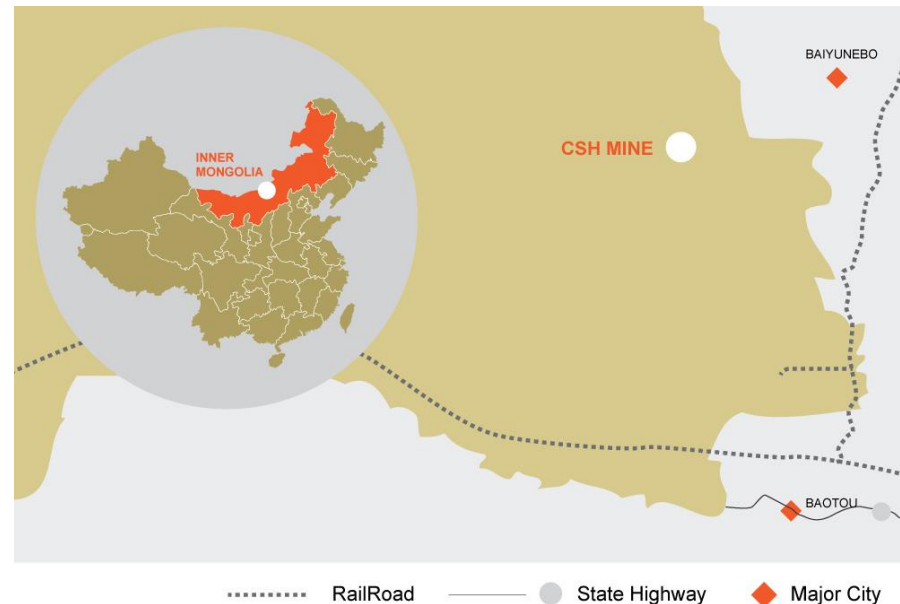 BAIYUNEBO
CSH MINE
INNER
MONGOLIA
BAOTOU
RailRoad
State Highway
Major City